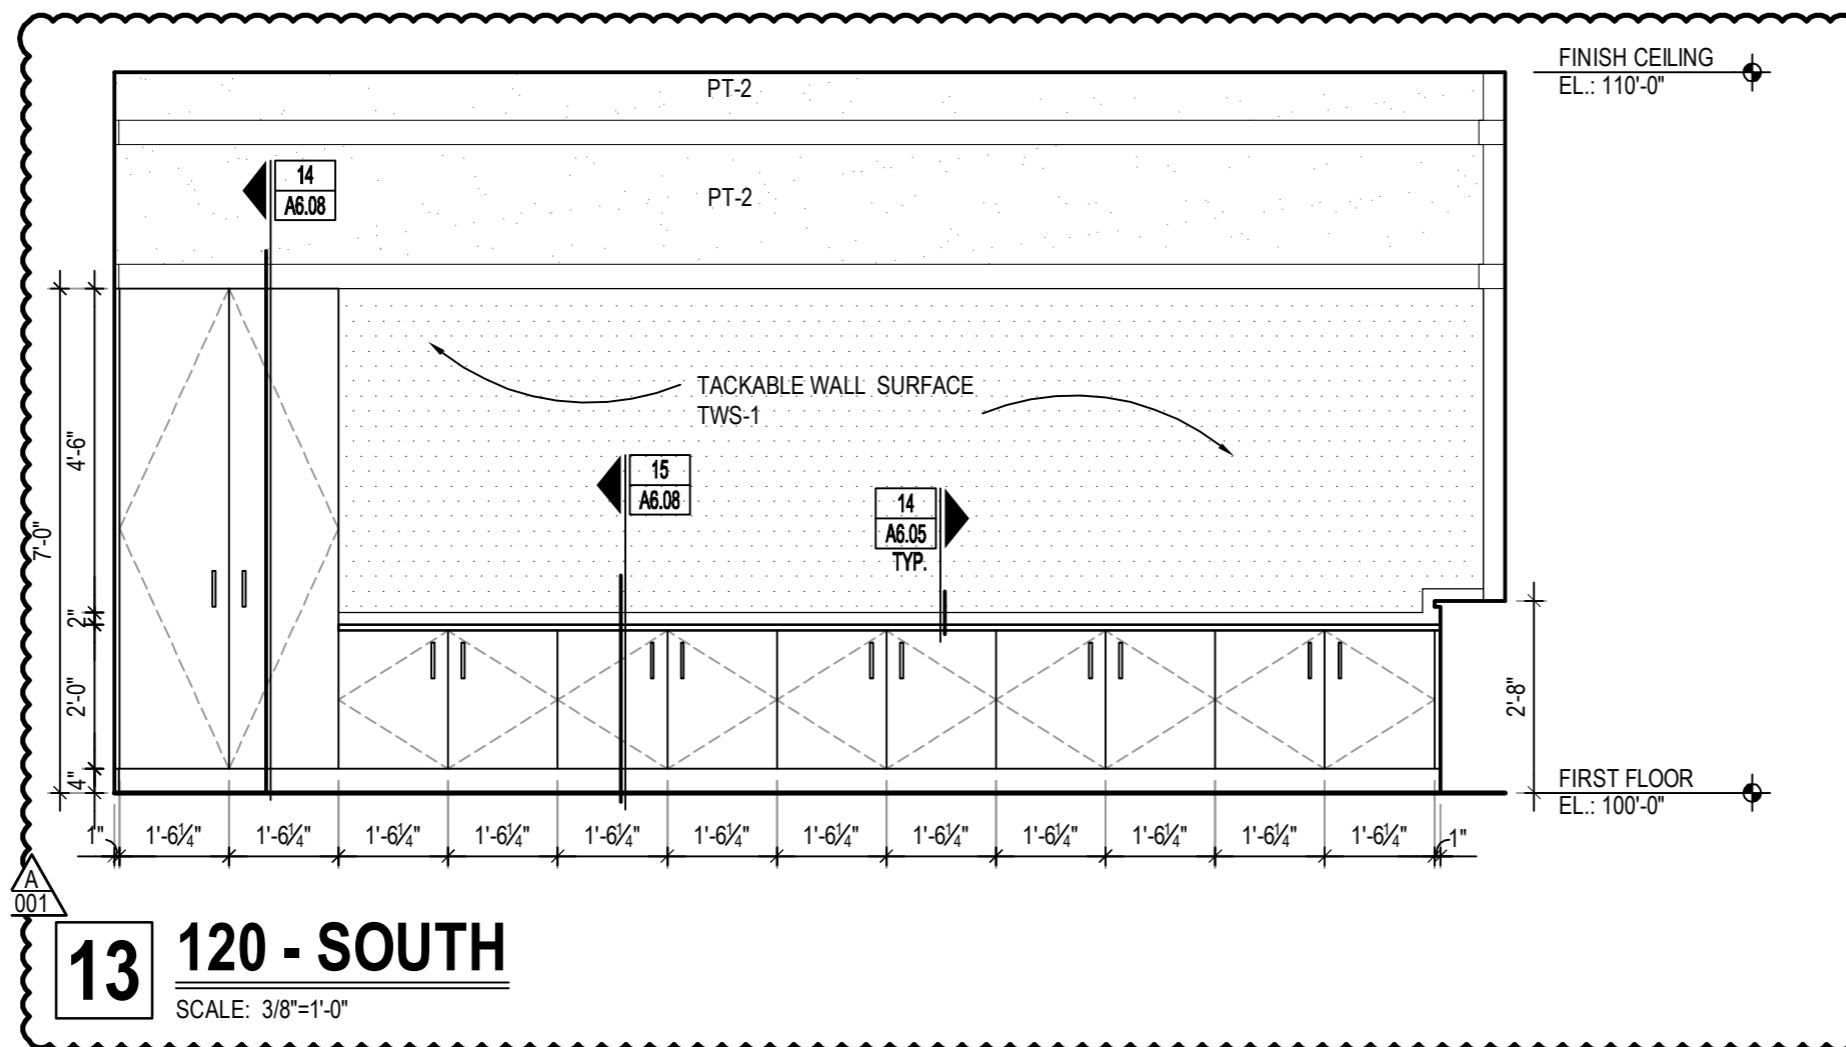 FINISH CEILING
EL.: 110'-0"
PT-2
14
A6.08
PT-2
TACKABLE WALL SURFACE
TWS-1
4'-6"
7'-0"
15
A6.08
14
A6.05
TYP.
2"
2'-0"
4"
2'-8"
FIRST FLOOR
EL.: 100'-0"
1" 1'-6¼" 1'-6¼" 1'-6¼" 1'-6¼" 1'-6¼" 1'-6¼" 1'-6¼" 1'-6¼" 1'-6¼" 1'-6¼" 1'-6¼" 1'-6¼" 1"
A
001
13
120 - SOUTH
SCALE: 3/8"=1'-0"